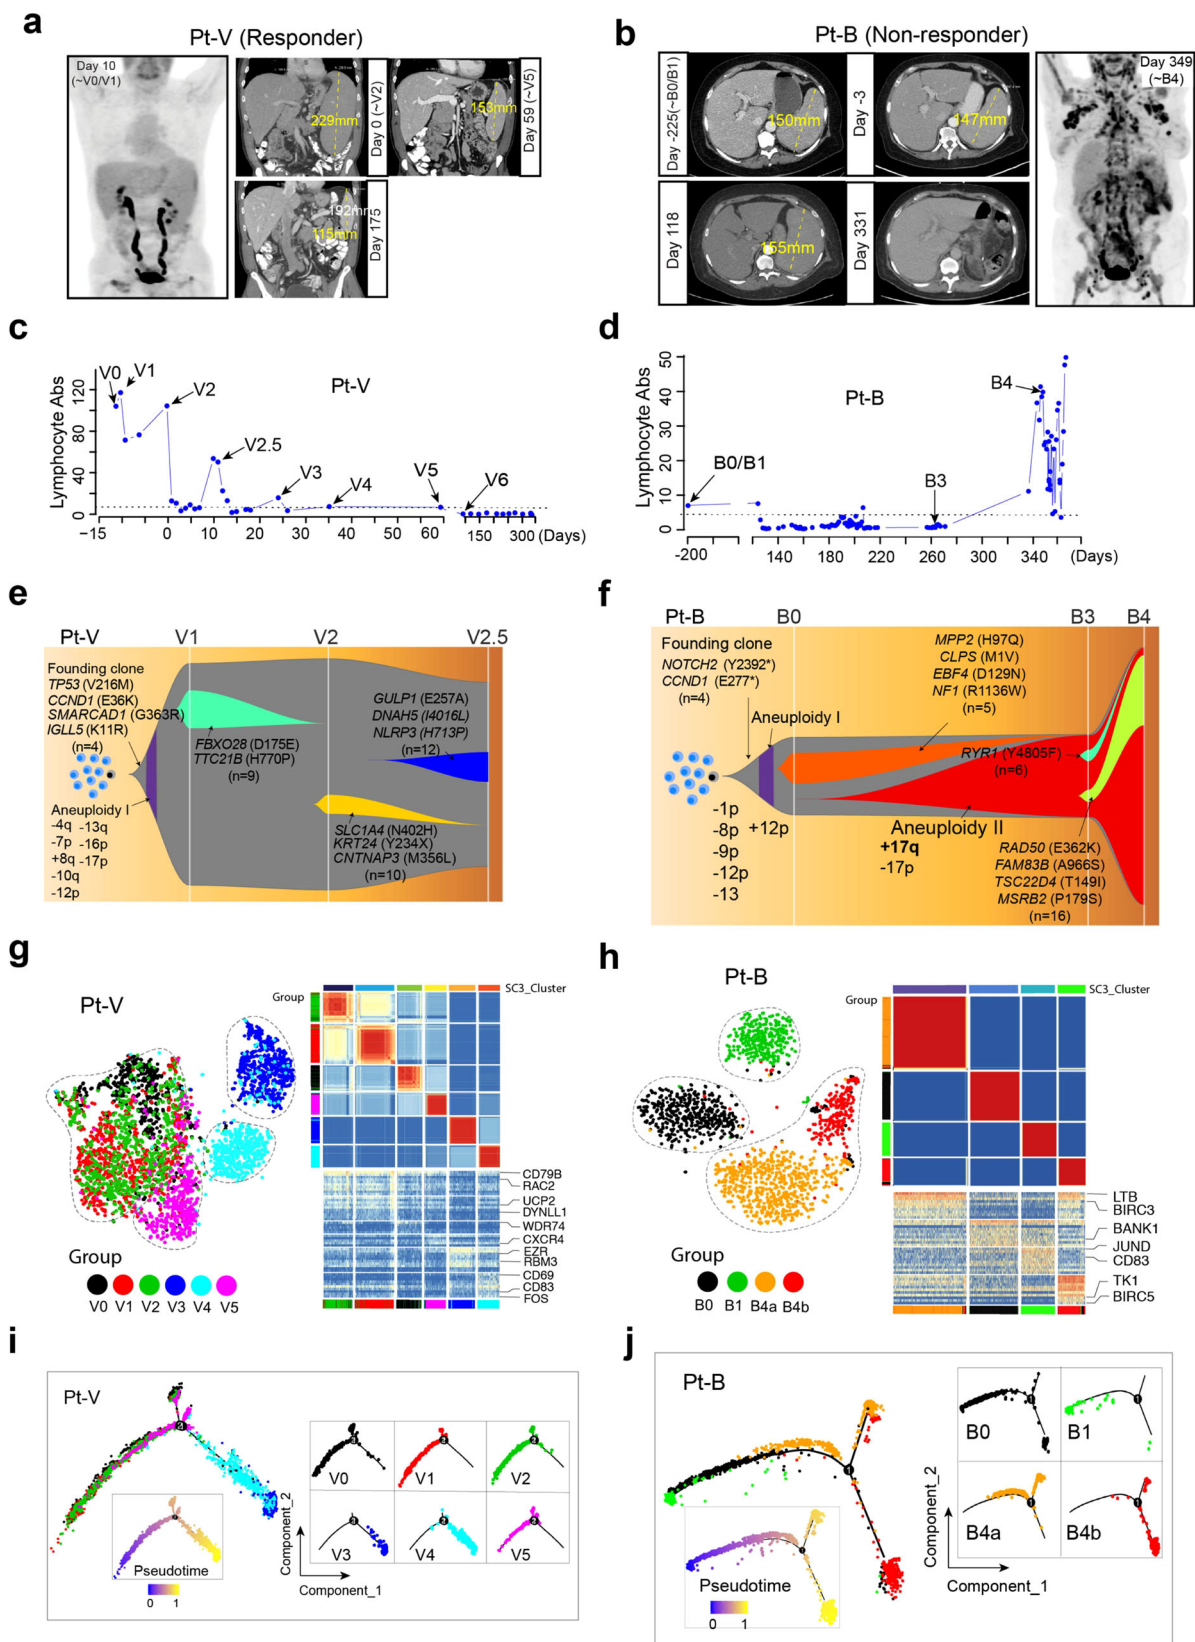 a
Pt-V (Responder)
Day 10
(~V0/V1)
229mm
Day 0 (~V2)
153mm
Day 59 (~V5)
192mm
115mm
Day 175
b
Pt-B (Non-responder)
Day -225(~B0/B1)
150mm
Day -3
147mm
Day 118
155mm
Day 331
Day 349
(~B4)
c
Pt-V
Lymphocyte Abs
0 40 80 120
V0
V1
V2
V2.5
V3
V4
V5
V6
−15 0 10 20 30 40 50 60 150 300 (Days)
d
Pt-B
Lymphocyte Abs
0 10 20 30 40 50
B0/B1
B3
B4
-200 140 180 220 260 300 340 (Days)
e
Pt-V
V1
V2
V2.5
Founding clone
TP53 (V216M)
CCND1 (E36K)
SMARCAD1 (G363R)
IGLL5 (K11R)
(n=4)
Aneuploidy I
-4q -13q
-7p -16p
+8q -17p
-10q
-12p
FBXO28 (D175E)
TTC21B (H770P)
(n=9)
GULP1 (E257A)
DNAH5 (I4016L)
NLRP3 (H713P)
(n=12)
SLC1A4 (N402H)
KRT24 (Y234X)
CNTNAP3 (M356L)
(n=10)
f
Pt-B
B0
B3
B4
Founding clone
NOTCH2 (Y2392*)
CCND1 (E277*)
(n=4)
Aneuploidy I
-1p
-8p
-9p
-12p
-13
+12p
MPP2 (H97Q)
CLPS (M1V)
EBF4 (D129N)
NF1 (R1136W)
(n=5)
RYR1 (Y4805F)
(n=6)
Aneuploidy II
+17q
-17p
RAD50 (E362K)
FAM83B (A966S)
TSC22D4 (T149I)
MSRB2 (P179S)
(n=16)
g
Pt-V
Group
SC3_Cluster
CD79B
RAC2
UCP2
DYNLL1
WDR74
CXCR4
EZR
RBM3
CD69
CD83
FOS
Group
V0 V1 V2 V3 V4 V5
h
Pt-B
Group
SC3_Cluster
LTB
BIRC3
BANK1
JUND
CD83
TK1
BIRC5
Group
B0 B1 B4a B4b
i
Pt-V
Pseudotime
0 1
V0 V1 V2
V3 V4 V5
Component_2
Component_1
j
Pt-B
1
Pseudotime
0 1
B0 B1
B4a B4b
Component_2
Component_1